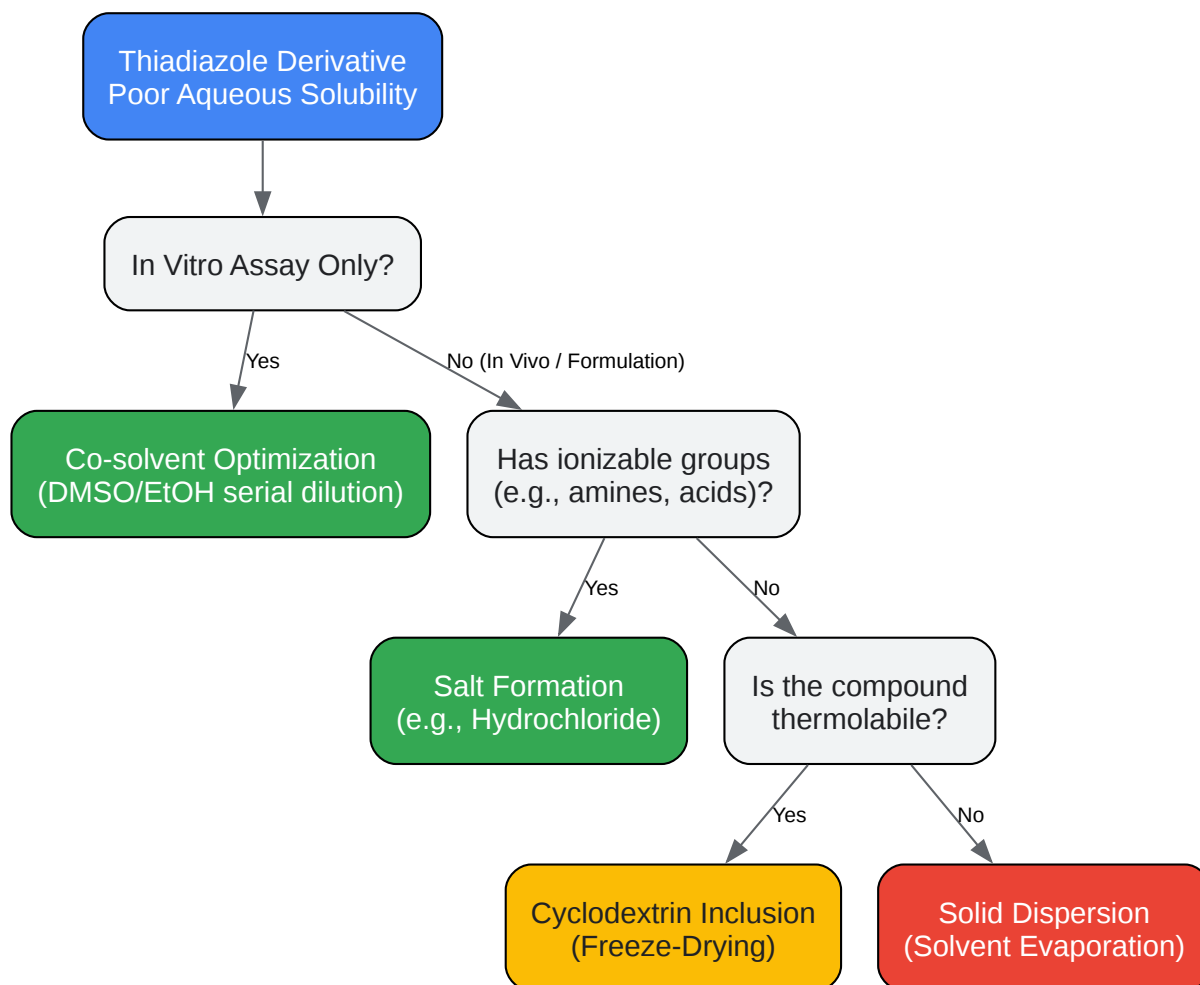 Thiadiazole Derivative
Poor Aqueous Solubility
In Vitro Assay Only?
Yes
No (In Vivo / Formulation)
Co-solvent Optimization
(DMSO/EtOH serial dilution)
Has ionizable groups
(e.g., amines, acids)?
Yes
No
Salt Formation
(e.g., Hydrochloride)
Is the compound
thermolabile?
Yes
No
Cyclodextrin Inclusion
(Freeze-Drying)
Solid Dispersion
(Solvent Evaporation)